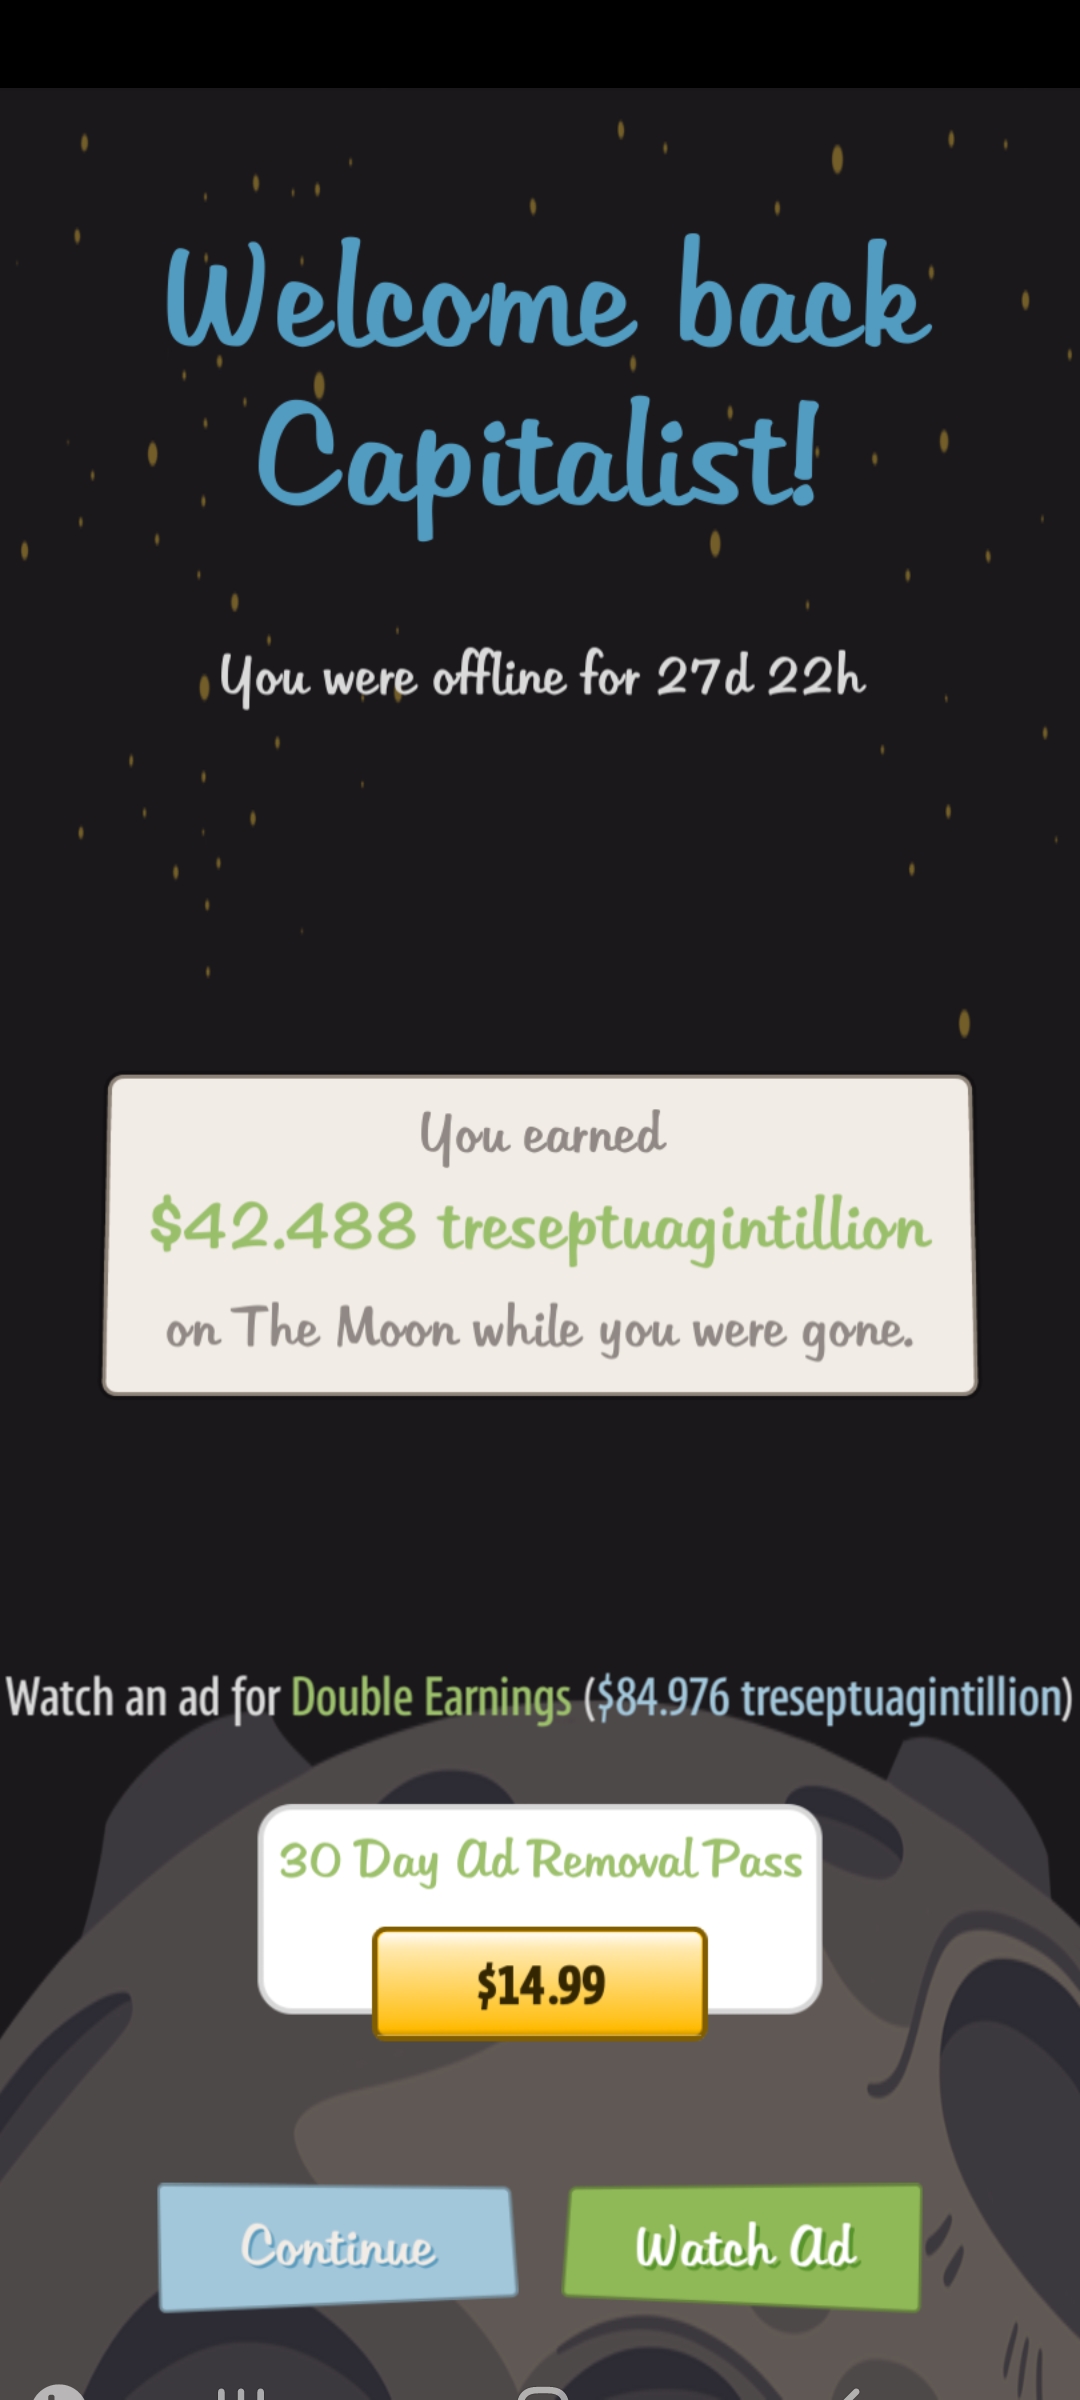 Welcome back
Capitalist!
You were offline for 27d 22h
You earned
$42.488 treseptuagintillion
on The Moon while you were gone.
Watch an ad for Double Earnings ($84.976 treseptuagintillion)
30 Day Ad Removal Pass
$14.99
Continue
Watch Ad